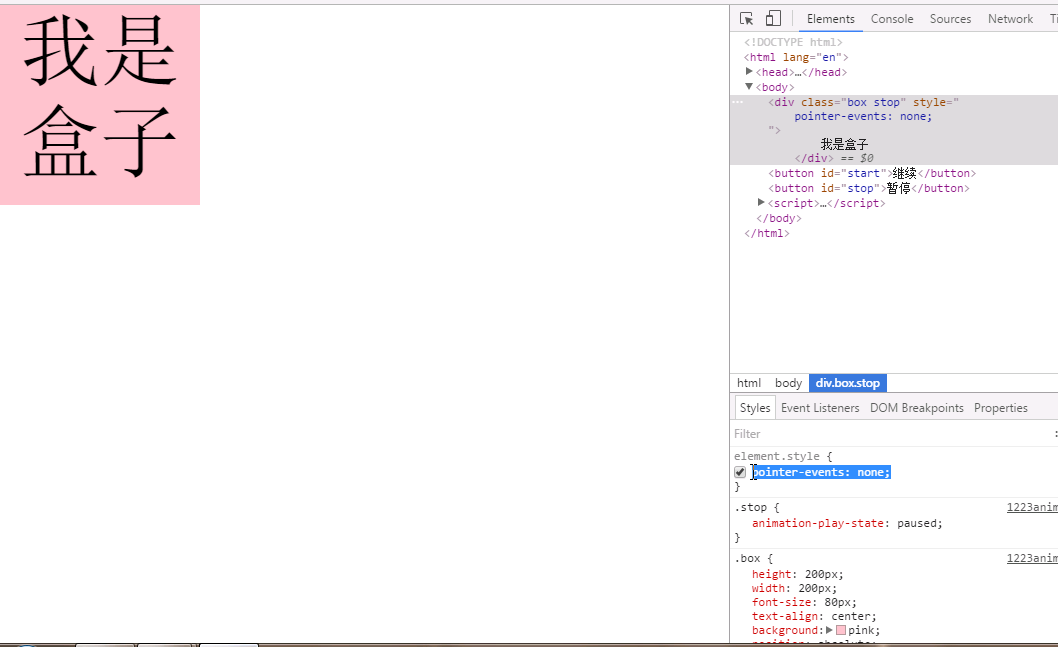 我是
盒子
Elements Console Sources Network Ti
<!DOCTYPE html>
<html lang="en">
<head>…</head>
<body>
<div class="box stop" style="
pointer-events: none;
">
我是盒子
</div> == $0
<button id="start">继续</button>
<button id="stop">暂停</button>
<script>…</script>
</body>
</html>
html body div.box.stop
Styles Event Listeners DOM Breakpoints Properties
Filter :
element.style {
pointer-events: none;
}
.stop { 1223anim
animation-play-state: paused;
}
.box { 1223anim
height: 200px;
width: 200px;
font-size: 80px;
text-align: center;
background: pink;
position: absolute;